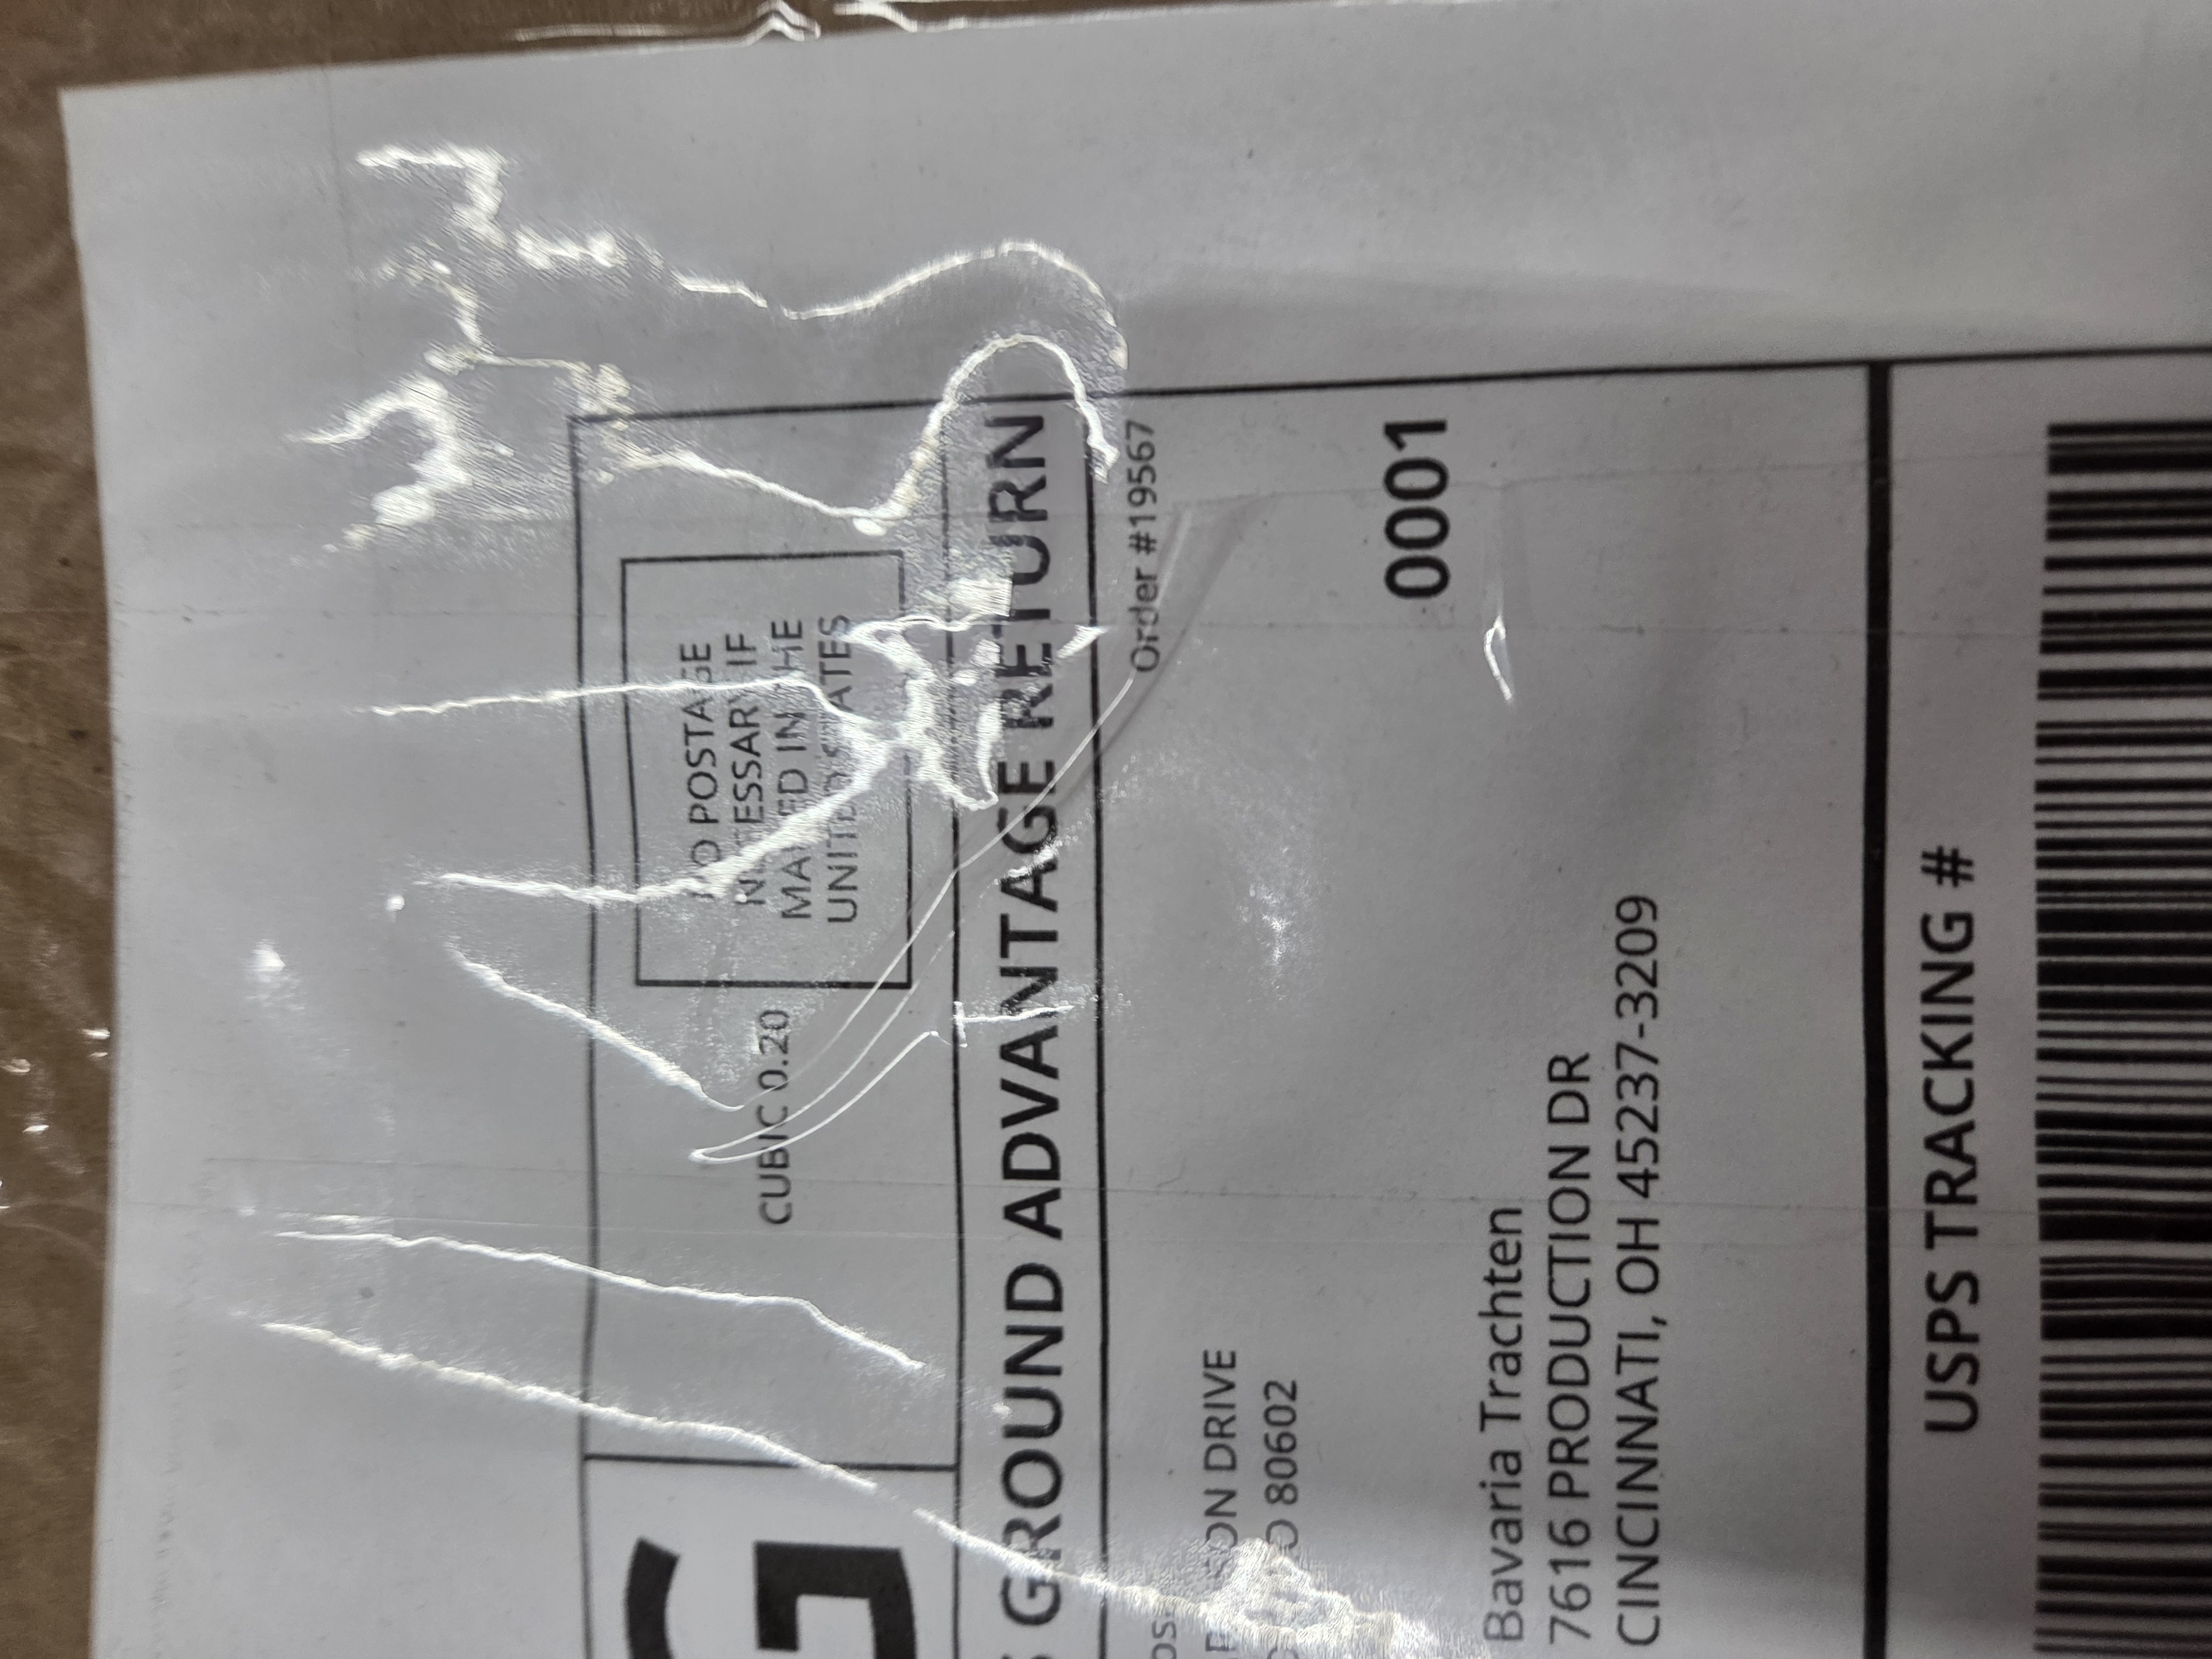 G
NO POSTAGE
NECESSARY IF
MAILED IN THE
UNITED STATES
CUBIC 0.20
GROUND ADVANTAGE RETURN
Order #19567
DRIVE
80602
0001
Bavaria Trachten
7616 PRODUCTION DR
CINCINNATI, OH 45237-3209
USPS TRACKING #